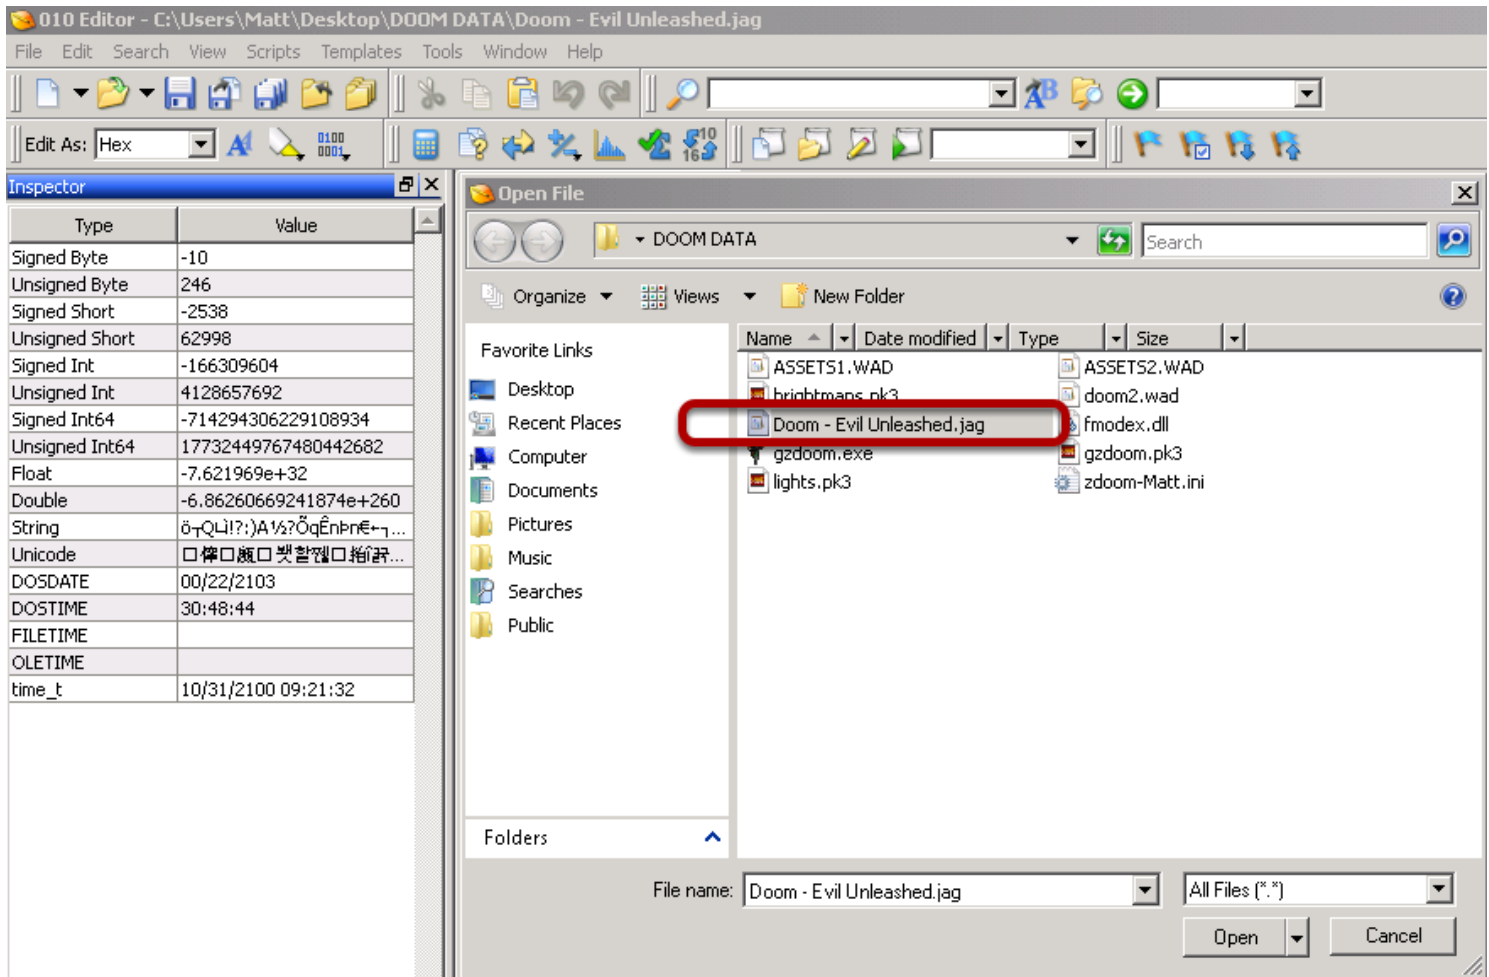 010 Editor - C:\Users\Matt\Desktop\DOOM DATA\Doom - Evil Unleashed.jag
File Edit Search View Scripts Templates Tools Window Help
Edit As: Hex
Inspector
Type Value
Signed Byte -10
Unsigned Byte 246
Signed Short -2538
Unsigned Short 62998
Signed Int -166309604
Unsigned Int 4128657692
Signed Int64 -714294306229108934
Unsigned Int64 17732449767480442682
Float -7.621969e+32
Double -6.86260669241874e+260
String
Unicode
DOSDATE 00/22/2103
DOSTIME 30:48:44
FILETIME
OLETIME
time_t 10/31/2100 09:21:32
Open File
DOOM DATA
Search
Organize Views New Folder
Favorite Links
Desktop
Recent Places
Computer
Documents
Pictures
Music
Searches
Public
Folders
Name Date modified Type Size
ASSETS1.WAD ASSETS2.WAD
brightmaps.pk3 doom2.wad
Doom - Evil Unleashed.jag fmodex.dll
gzdoom.exe gzdoom.pk3
lights.pk3 zdoom-Matt.ini
File name: Doom - Evil Unleashed.jag All Files (*.*)
Open Cancel